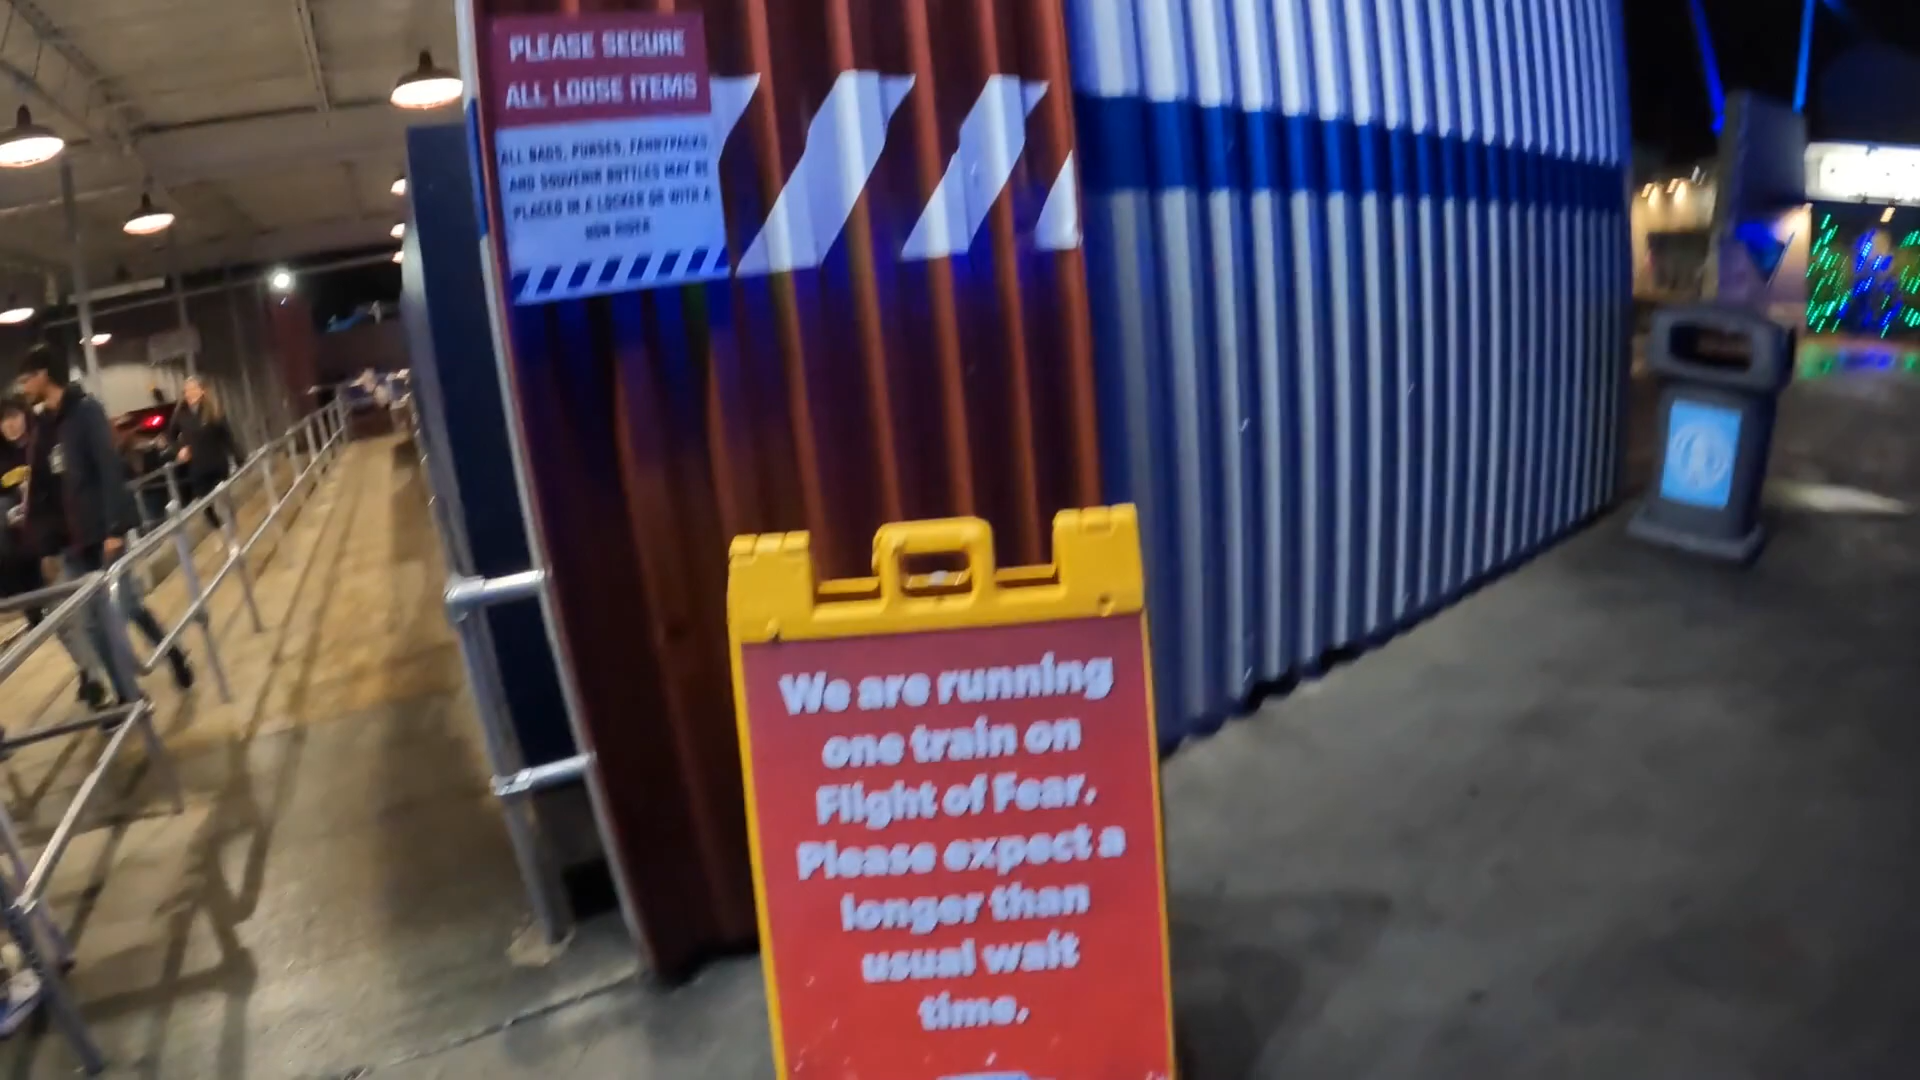 PLEASE SECURE
ALL LOOSE ITEMS
ALL BAGS, PURSES, FANNYPACKS,
AND SOUVENIR BOTTLES MAY BE
PLACED IN A LOCKER OR WITH A
NON RIDER.
We are running
one train on
Flight of Fear.
Please expect a
longer than
usual wait
time.